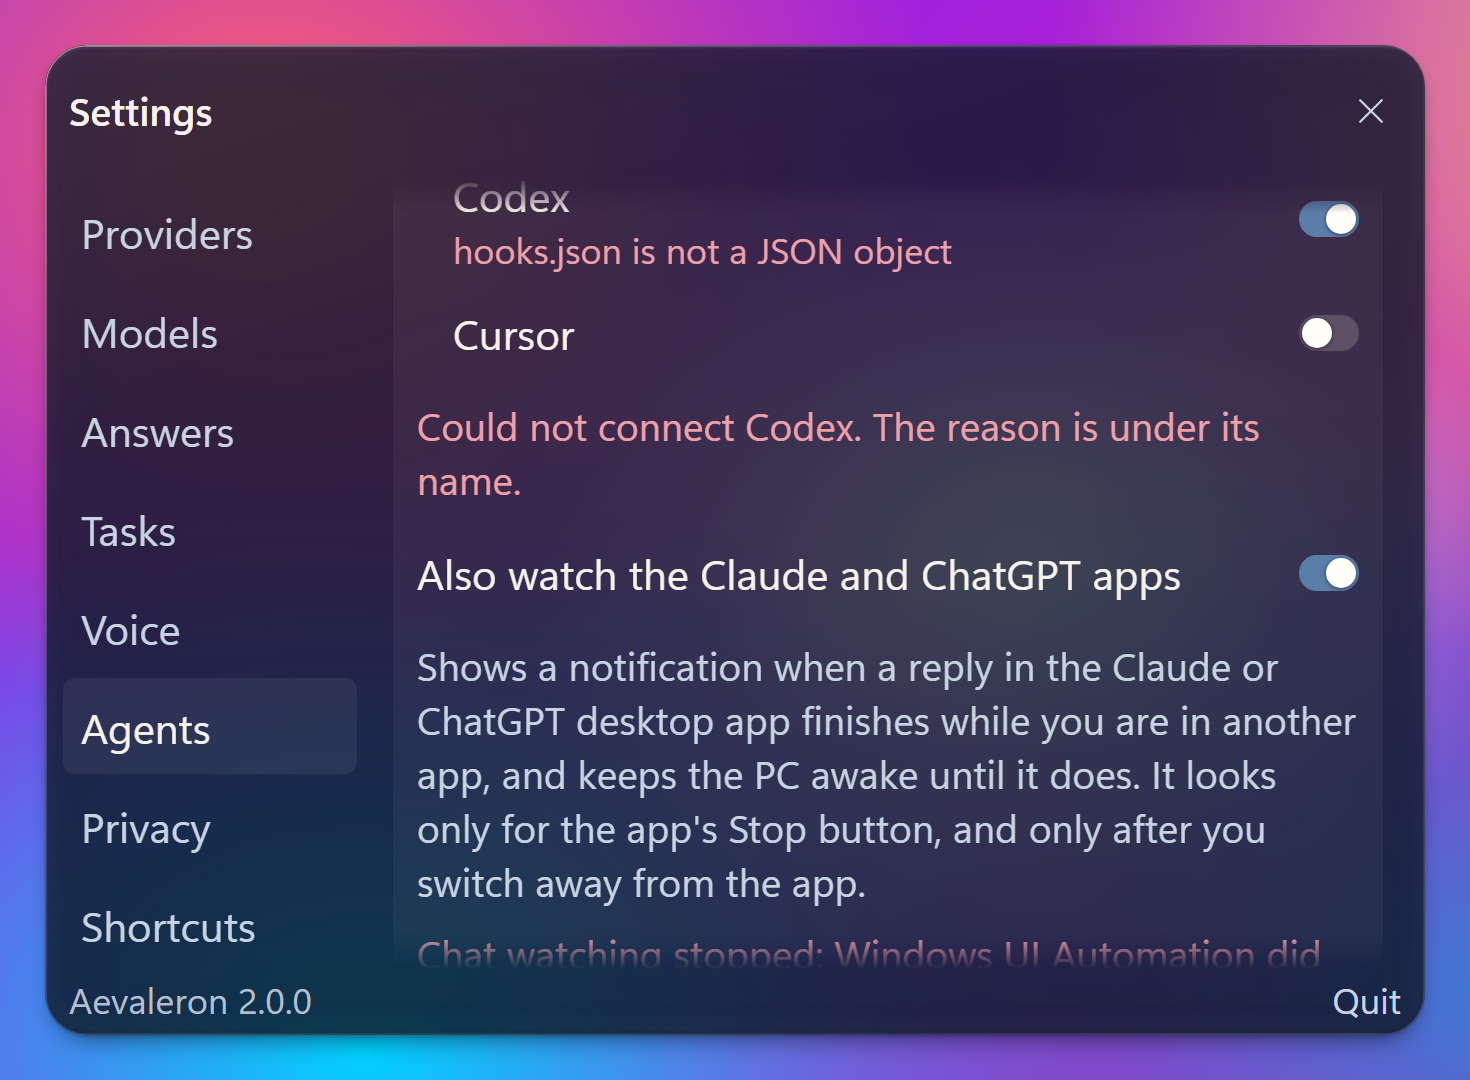 Settings
Providers
Models
Answers
Tasks
Voice
Agents
Privacy
Shortcuts
Aevaleron 2.0.0
Codex
hooks.json is not a JSON object
Cursor
Could not connect Codex. The reason is under its
name.
Also watch the Claude and ChatGPT apps
Shows a notification when a reply in the Claude or
ChatGPT desktop app finishes while you are in another
app, and keeps the PC awake until it does. It looks
only for the app's Stop button, and only after you
switch away from the app.
Chat watching stopped: Windows UI Automation did
Quit